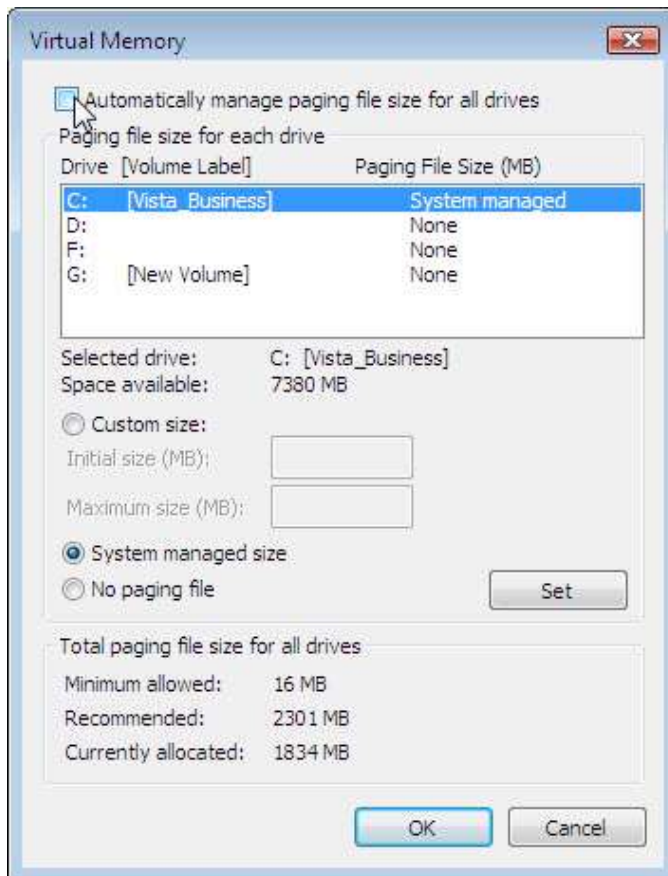 Virtual Memory
Automatically manage paging file size for all drives
Paging file size for each drive
Drive [Volume Label] Paging File Size (MB)
C: [Vista_Business] System managed
D: None
F: None
G: [New Volume] None
Selected drive: C: [Vista_Business]
Space available: 7380 MB
Custom size:
Initial size (MB):
Maximum size (MB):
System managed size
No paging file Set
Total paging file size for all drives
Minimum allowed: 16 MB
Recommended: 2301 MB
Currently allocated: 1834 MB
OK Cancel